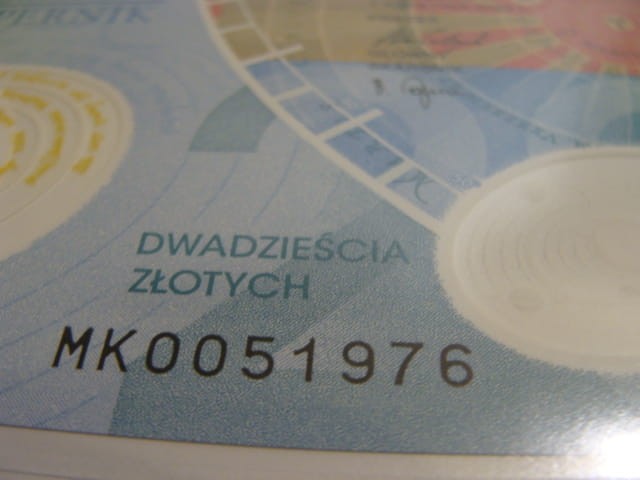 PERNIK
DWADZIEŚCIA
ZŁOTYCH
MK0051976